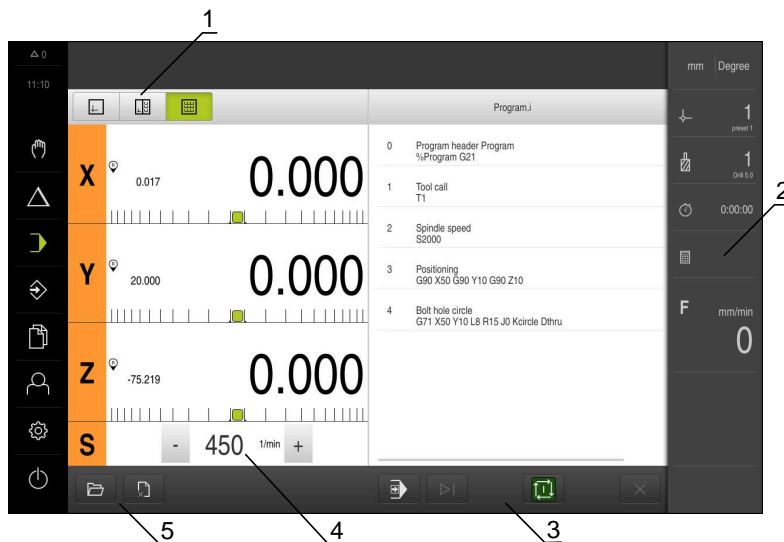 1
△ 0
11:10
mm Degree
Program.i
1
preset 1
X
R
0.017
0.000
0 Program header Program
%Program G21
1 Tool call
T1
1
Drill 5.0
2
0:00:00
2 Spindle speed
S2000
Y
R
20.000
0.000
3 Positioning
G90 X50 G90 Y10 G90 Z10
4 Bolt hole circle
G71 X50 Y10 L8 R15 J0 Kcircle Dthru
F mm/min
0
Z
R
-75.219
0.000
S - 450 1/min +
5
4
3